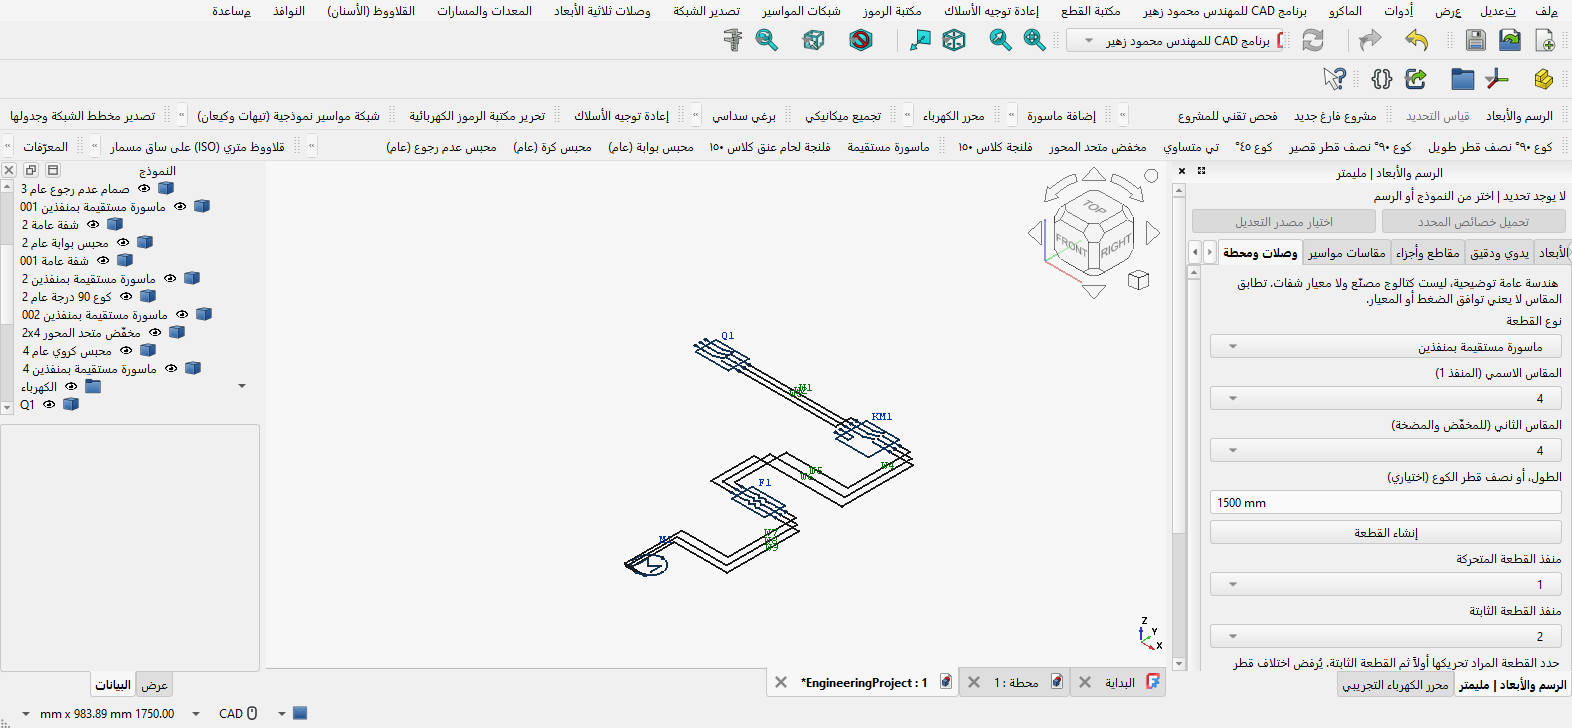 ملف تعديل عرض أدوات الماكرو برنامج CAD للمهندس محمود زهير مكتبة القطع إعادة توجيه الأسلاك مكتبة الرموز شبكات المواسير تصدير الشبكة وصلات ثلاثية الأبعاد المعدات والمسارات القلاووظ (الأسنان) النوافذ مساعدة
برنامج CAD للمهندس محمود زهير
الرسم والأبعاد قياس التحديد مشروع فارغ جديد فحص تقني للمشروع إضافة ماسورة محرر الكهرباء تجميع ميكانيكي برغي سداسي إعادة توجيه الأسلاك تحرير مكتبة الرموز الكهربائية شبكة مواسير نموذجية (تيهات وكيعان) تصدير مخطط الشبكة وجدولها
كوع ٩٠° نصف قطر طويل كوع ٩٠° نصف قطر قصير كوع ٤٥° تي متساوي مخفض متحد المحور فلنجة كلاس ١٥٠ ماسورة مستقيمة فلنجة لحام عنق كلاس ١٥٠ محبس بوابة (عام) محبس كرة (عام) محبس عدم رجوع (عام) قلاووظ متري (ISO) على ساق مسمار المعرّفات
النموذج
صمام عدم رجوع عام 3
ماسورة مستقيمة بمنفذين 001
شفة عامة 2
محبس بوابة عام 2
شفة عامة 001
ماسورة مستقيمة بمنفذين 2
كوع 90 درجة عام 2
ماسورة مستقيمة بمنفذين 002
مخفّض متحد المحور 2x4
محبس كروي عام 4
ماسورة مستقيمة بمنفذين 4
الكهرباء
Q1
عرض البيانات
Q1
W1
KM1
W4
W5
W6
F1
W7
W8
W9
TOP
FRONT
RIGHT
Z
Y
X
الرسم والأبعاد | مليمتر
لا يوجد تحديد | اختر من النموذج أو الرسم
تحميل خصائص المحدد اختيار مصدر التعديل
الأبعاد يدوي ودقيق مقاطع وأجزاء مقاسات مواسير وصلات ومحطة
هندسة عامة توضيحية، ليست كتالوج مصنّع ولا معيار شفات. تطابق
المقاس لا يعني توافق الضغط أو المعيار.
نوع القطعة
ماسورة مستقيمة بمنفذين
المقاس الاسمي (المنفذ 1)
4
المقاس الثاني (للمخفّض والمضخة)
4
الطول، أو نصف قطر الكوع (اختياري)
1500 mm
إنشاء القطعة
منفذ القطعة المتحركة
1
منفذ القطعة الثابتة
2
حدد القطعة المراد تحريكها أولاً ثم القطعة الثابتة. يُرفض اختلاف قطر
الرسم والأبعاد | مليمتر محرر الكهرباء التجريبي
البداية محطة : 1 EngineeringProject : 1*
CAD
mm x 983.89 mm 1750.00